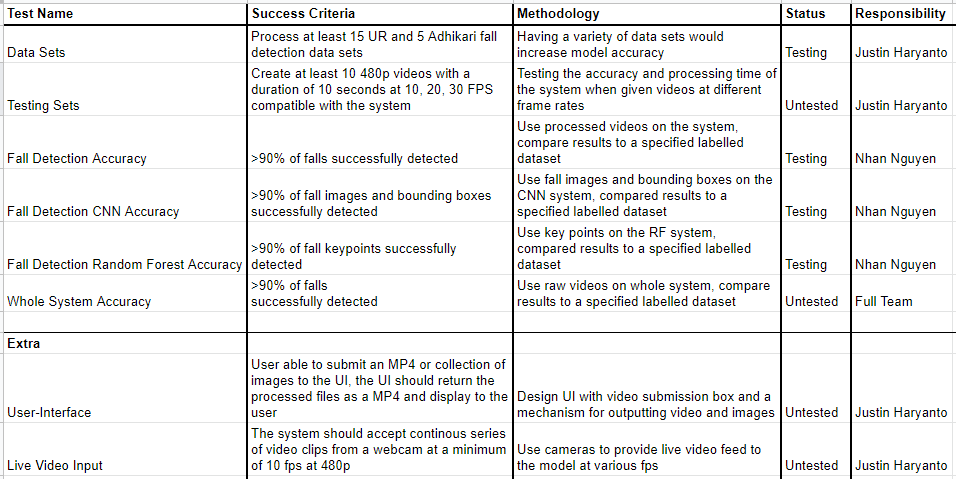 Test Name Success Criteria Methodology Status Responsibility
Data Sets
Process at least 15 UR and 5 Adhikari fall
detection data sets
Having a variety of data sets would
increase model accuracy
Testing
Justin Haryanto
Testing Sets
Create at least 10 480p videos with a
duration of 10 seconds at 10, 20, 30 FPS
compatible with the system
Testing the accuracy and processing time of
the system when given videos at different
frame rates
Untested
Justin Haryanto
Fall Detection Accuracy
>90% of falls successfully detected
Use processed videos on the system,
compare results to a specified labelled
dataset
Testing
Nhan Nguyen
Fall Detection CNN Accuracy
>90% of fall images and bounding boxes
successfully detected
Use fall images and bounding boxes on the
CNN system, compared results to a
specified labelled dataset
Testing
Nhan Nguyen
Fall Detection Random Forest Accuracy
>90% of fall keypoints successfully
detected
Use key points on the RF system,
compared results to a specified labelled
dataset
Testing
Nhan Nguyen
Whole System Accuracy
>90% of falls
successfully detected
Use raw videos on whole system, compare
results to a specified labelled dataset
Untested
Full Team
Extra
User-Interface
User able to submit an MP4 or collection of
images to the UI, the UI should return the
processed files as a MP4 and display to the
user
Design UI with video submission box and a
mechanism for outputting video and images
Untested
Justin Haryanto
Live Video Input
The system should accept continous series
of video clips from a webcam at a minimum
of 10 fps at 480p
Use cameras to provide live video feed to
the model at various fps
Untested
Justin Haryanto